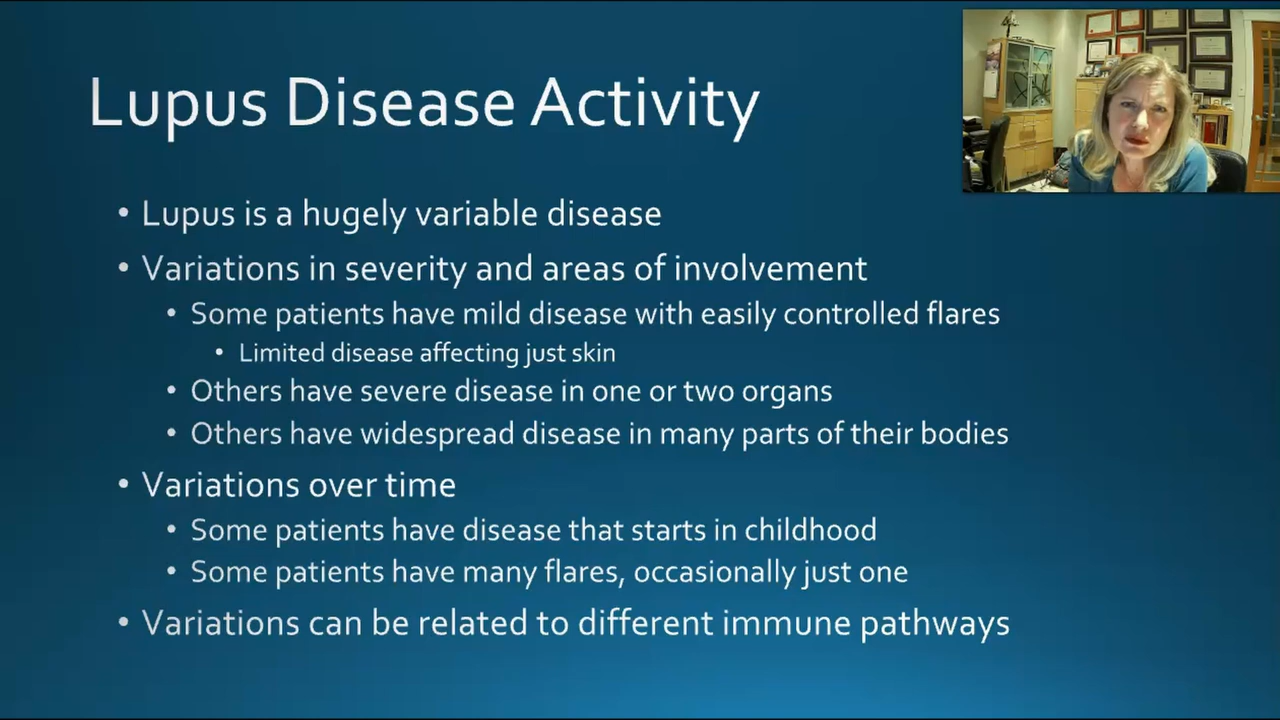 Lupus Disease Activity
• Lupus is a hugely variable disease
• Variations in severity and areas of involvement
• Some patients have mild disease with easily controlled flares
• Limited disease affecting just skin
• Others have severe disease in one or two organs
• Others have widespread disease in many parts of their bodies
• Variations over time
• Some patients have disease that starts in childhood
• Some patients have many flares, occasionally just one
• Variations can be related to different immune pathways